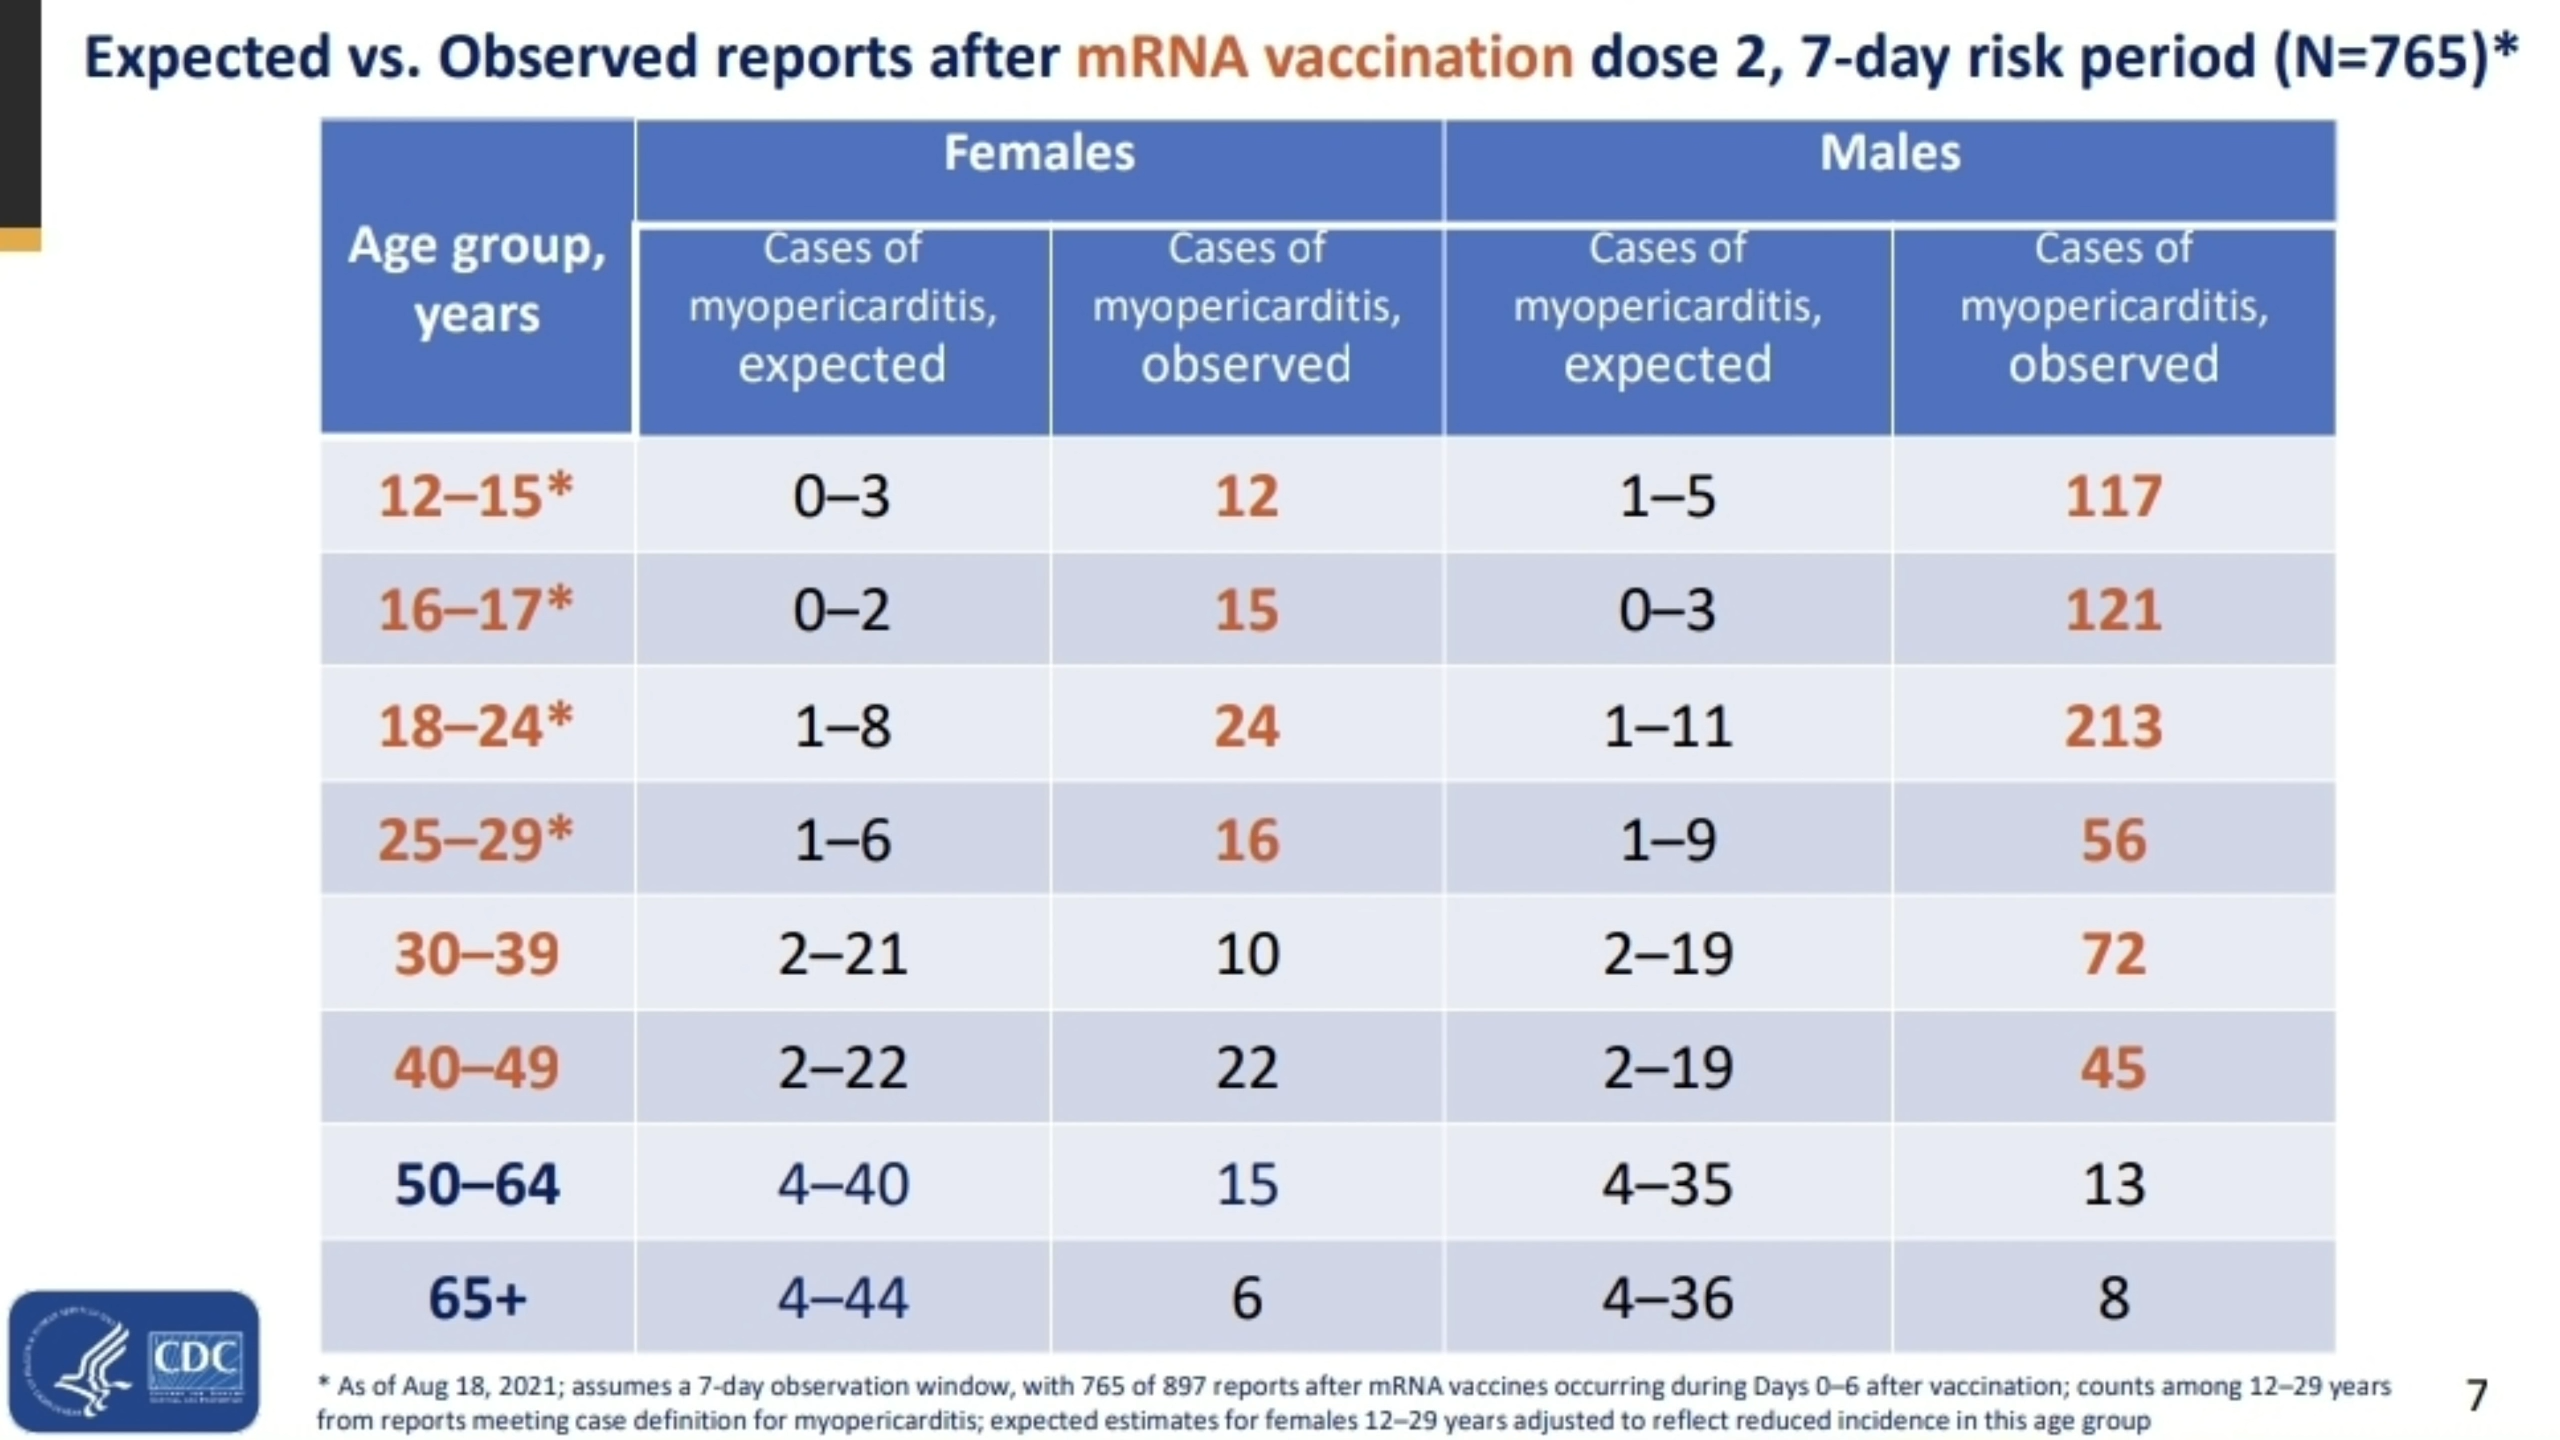 Expected vs. Observed reports after mRNA vaccination dose 2, 7-day risk period (N=765)*
Females Males
Age group,
years
Cases of
myopericarditis,
expected
Cases of
myopericarditis,
observed
Cases of
myopericarditis,
expected
Cases of
myopericarditis,
observed
12–15* 0–3 12 1–5 117
16–17* 0–2 15 0–3 121
18–24* 1–8 24 1–11 213
25–29* 1–6 16 1–9 56
30–39 2–21 10 2–19 72
40–49 2–22 22 2–19 45
50–64 4–40 15 4–35 13
65+ 4–44 6 4–36 8
CDC
* As of Aug 18, 2021; assumes a 7-day observation window, with 765 of 897 reports after mRNA vaccines occurring during Days 0–6 after vaccination; counts among 12–29 years
from reports meeting case definition for myopericarditis; expected estimates for females 12–29 years adjusted to reflect reduced incidence in this age group
7